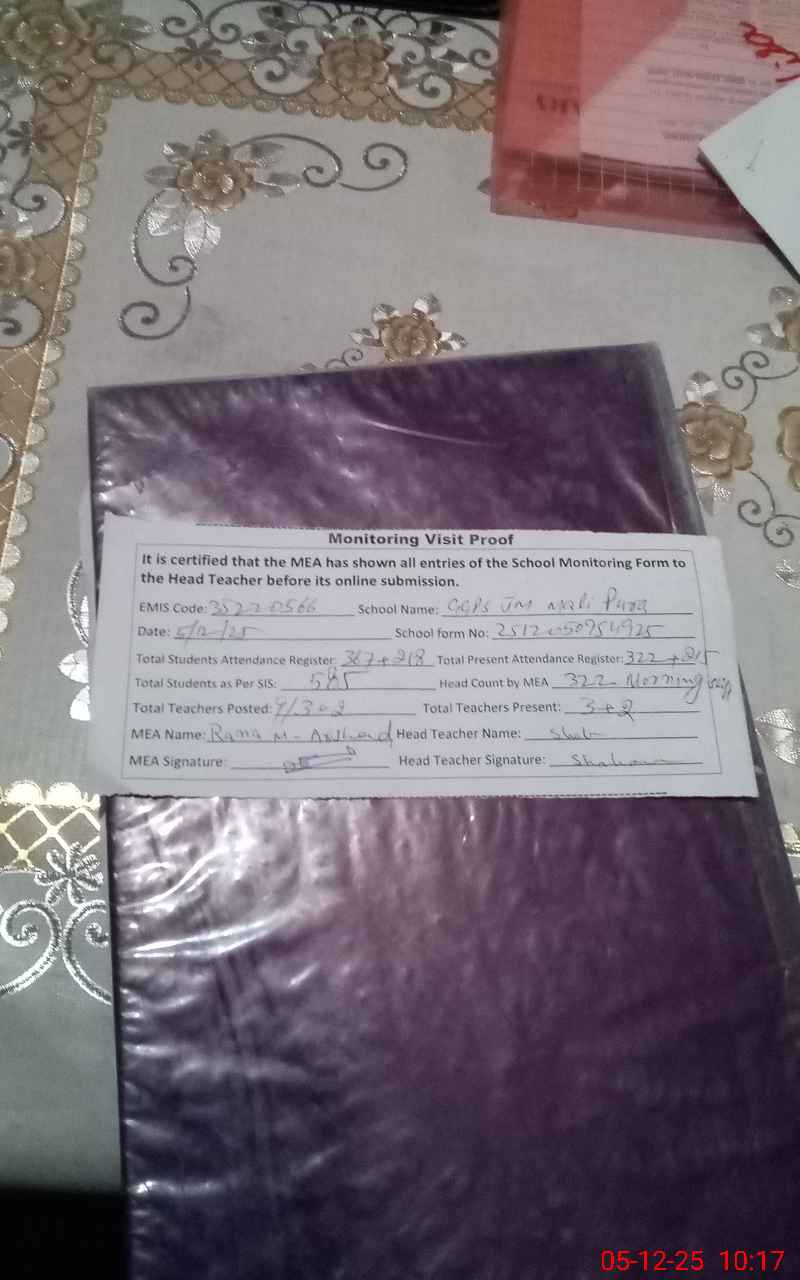 Monitoring Visit Proof
It is certified that the MEA has shown all entries of the School Monitoring Form to
the Head Teacher before its online submission.
EMIS Code: 35220566 School Name: GGPS Jm Mali Pura
Date: 5/12/25 School form No:
Total Students Attendance Register: 367+218 Total Present Attendance Register: 322+215
Total Students as Per SIS: 585 Head Count by MEA 322 Morning
Total Teachers Posted: Total Teachers Present: 3+2
MEA Name: Rana M. Arshad Head Teacher Name:
MEA Signature: Head Teacher Signature:
05-12-25 10:17